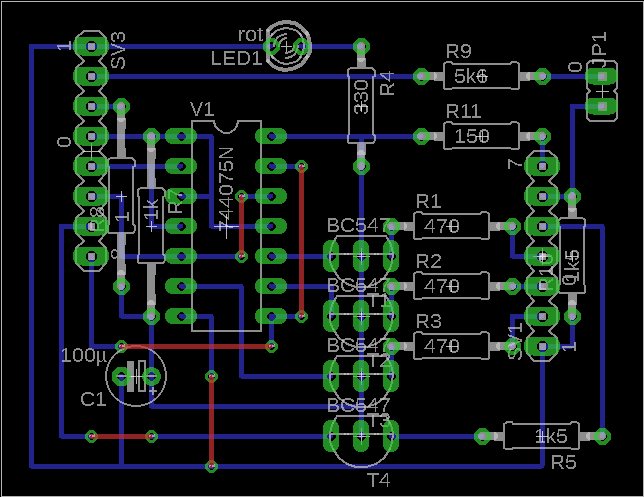 1
SV3
rot
LED1
R9
5k6
0
JP1
330
R4
V1
R11
150
0
74075N
7
R8
1
1k
R7
R1
470
BC547
R10
1k5
R2
470
BC547
T1
R3
470
SV1
1
BC547
T2
100µ
C1
+
BC547
T3
1k5
R5
T4